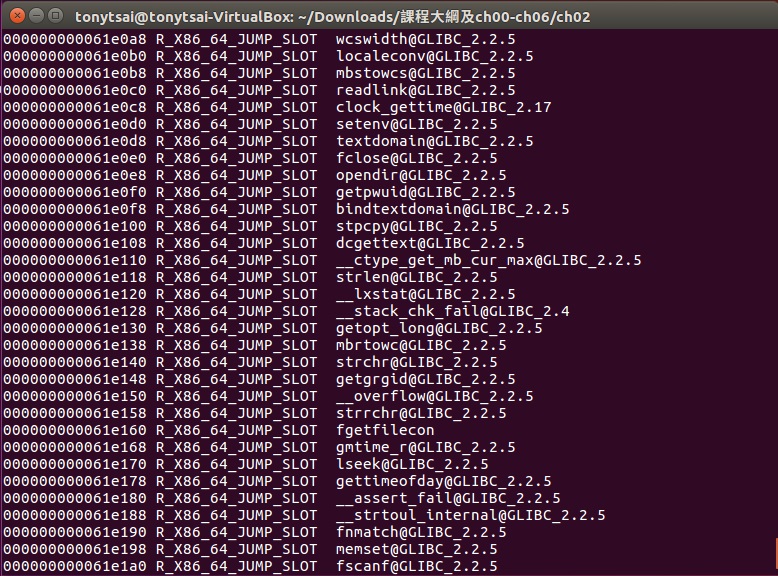 tonytsai@tonytsai-VirtualBox: ~/Downloads/課程大綱及ch00-ch06/ch02
000000000061e0a8 R_X86_64_JUMP_SLOT  wcswidth@GLIBC_2.2.5
000000000061e0b0 R_X86_64_JUMP_SLOT  localeconv@GLIBC_2.2.5
000000000061e0b8 R_X86_64_JUMP_SLOT  mbstowcs@GLIBC_2.2.5
000000000061e0c0 R_X86_64_JUMP_SLOT  readlink@GLIBC_2.2.5
000000000061e0c8 R_X86_64_JUMP_SLOT  clock_gettime@GLIBC_2.17
000000000061e0d0 R_X86_64_JUMP_SLOT  setenv@GLIBC_2.2.5
000000000061e0d8 R_X86_64_JUMP_SLOT  textdomain@GLIBC_2.2.5
000000000061e0e0 R_X86_64_JUMP_SLOT  fclose@GLIBC_2.2.5
000000000061e0e8 R_X86_64_JUMP_SLOT  opendir@GLIBC_2.2.5
000000000061e0f0 R_X86_64_JUMP_SLOT  getpwuid@GLIBC_2.2.5
000000000061e0f8 R_X86_64_JUMP_SLOT  bindtextdomain@GLIBC_2.2.5
000000000061e100 R_X86_64_JUMP_SLOT  stpcpy@GLIBC_2.2.5
000000000061e108 R_X86_64_JUMP_SLOT  dcgettext@GLIBC_2.2.5
000000000061e110 R_X86_64_JUMP_SLOT  __ctype_get_mb_cur_max@GLIBC_2.2.5
000000000061e118 R_X86_64_JUMP_SLOT  strlen@GLIBC_2.2.5
000000000061e120 R_X86_64_JUMP_SLOT  __lxstat@GLIBC_2.2.5
000000000061e128 R_X86_64_JUMP_SLOT  __stack_chk_fail@GLIBC_2.4
000000000061e130 R_X86_64_JUMP_SLOT  getopt_long@GLIBC_2.2.5
000000000061e138 R_X86_64_JUMP_SLOT  mbrtowc@GLIBC_2.2.5
000000000061e140 R_X86_64_JUMP_SLOT  strchr@GLIBC_2.2.5
000000000061e148 R_X86_64_JUMP_SLOT  getgrgid@GLIBC_2.2.5
000000000061e150 R_X86_64_JUMP_SLOT  __overflow@GLIBC_2.2.5
000000000061e158 R_X86_64_JUMP_SLOT  strrchr@GLIBC_2.2.5
000000000061e160 R_X86_64_JUMP_SLOT  fgetfilecon
000000000061e168 R_X86_64_JUMP_SLOT  gmtime_r@GLIBC_2.2.5
000000000061e170 R_X86_64_JUMP_SLOT  lseek@GLIBC_2.2.5
000000000061e178 R_X86_64_JUMP_SLOT  gettimeofday@GLIBC_2.2.5
000000000061e180 R_X86_64_JUMP_SLOT  __assert_fail@GLIBC_2.2.5
000000000061e188 R_X86_64_JUMP_SLOT  __strtoul_internal@GLIBC_2.2.5
000000000061e190 R_X86_64_JUMP_SLOT  fnmatch@GLIBC_2.2.5
000000000061e198 R_X86_64_JUMP_SLOT  memset@GLIBC_2.2.5
000000000061e1a0 R_X86_64_JUMP_SLOT  fscanf@GLIBC_2.2.5